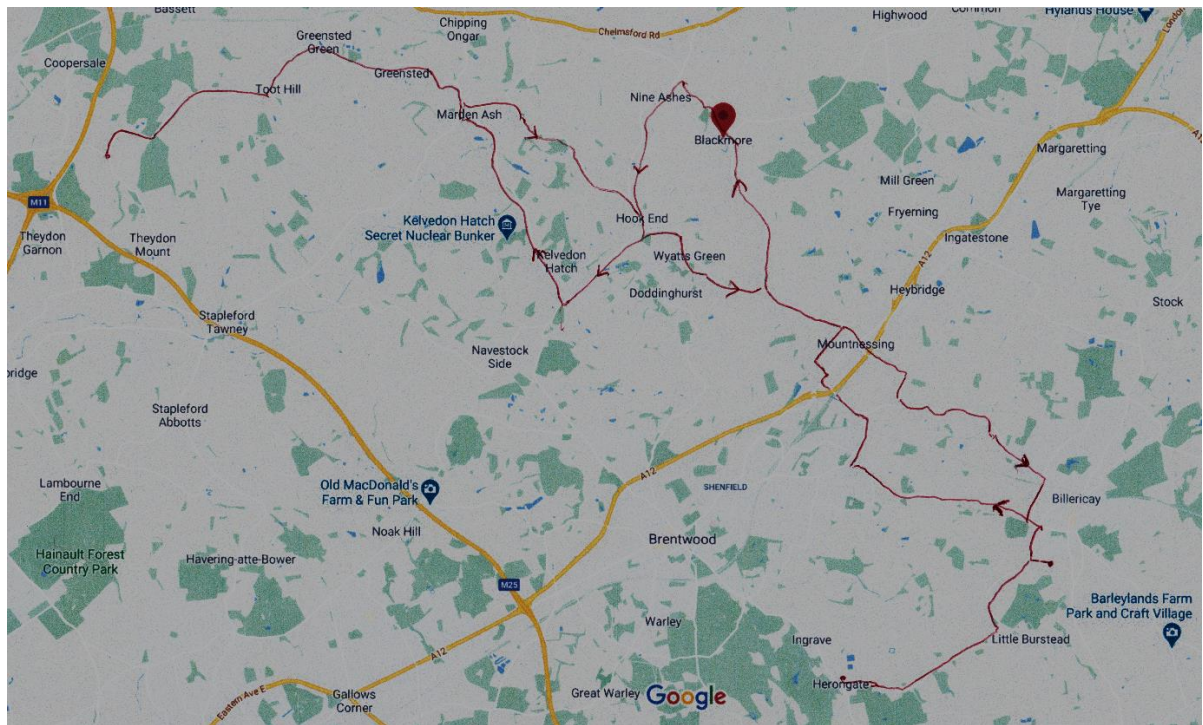 Bassett
Chipping
Ongar
Highwood
Common
Hylands House
London
Greensted
Green
Chelmsford Rd
Coopersale
Greensted
Toot Hill
Nine Ashes
Marden Ash
Blackmore
Margaretting
A12
Mill Green
Margaretting
Tye
M11
Kelvedon Hatch
Secret Nuclear Bunker
Hook End
Fryerning
Theydon
Garnon
Theydon
Mount
Ingatestone
Kelvedon
Hatch
Wyatts Green
A12
Doddinghurst
Heybridge
Stock
Stapleford
Tawney
Mountnessing
Navestock
Side
bridge
Stapleford
Abbotts
A12
Lambourne
End
Old MacDonald's
Farm & Fun Park
SHENFIELD
Billericay
Noak Hill
Brentwood
Hainault Forest
Country Park
Havering-atte-Bower
M25
Barleylands Farm
Park and Craft Village
Warley
Ingrave
Little Burstead
A12
Great Warley
Google
Herongate
Eastern Ave E
Gallows
Corner